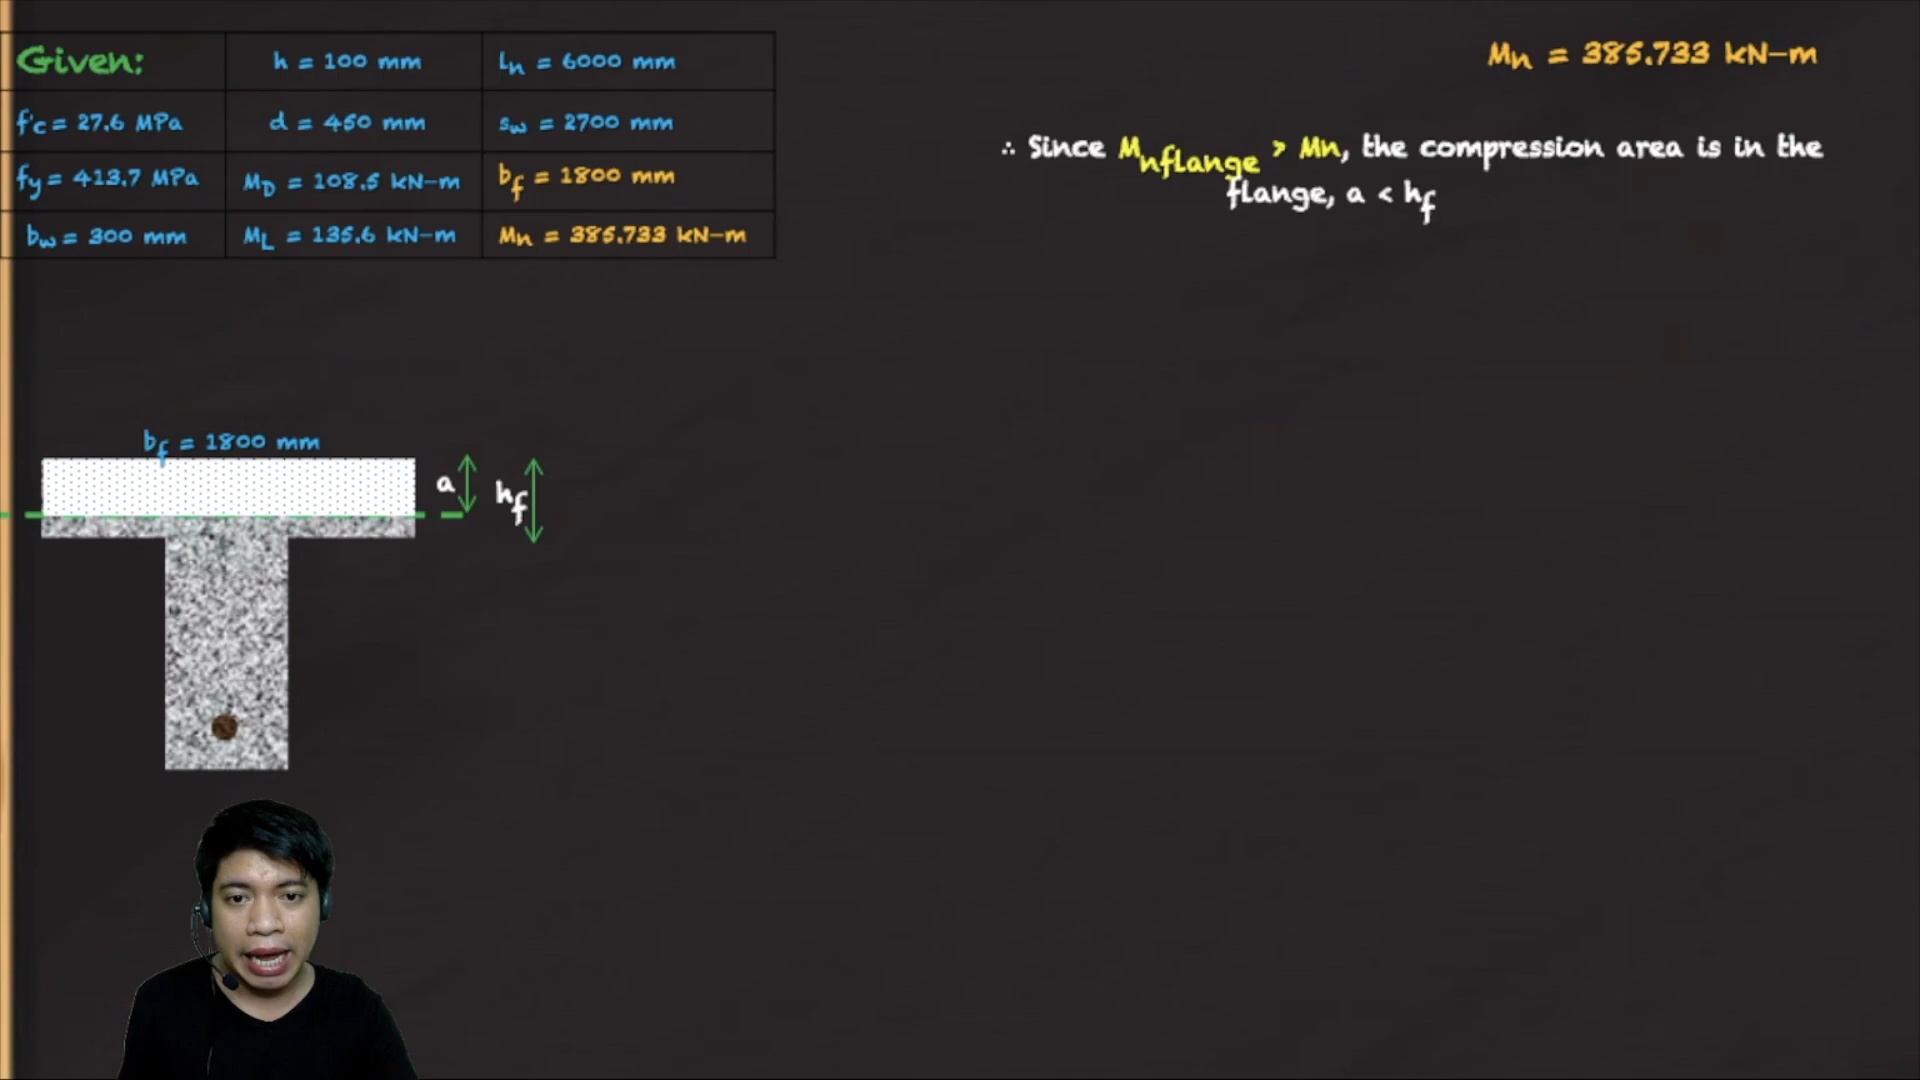 Given:
h = 100 mm
ln = 6000 mm
f'c = 27.6 MPa
d = 450 mm
sw = 2700 mm
fy = 413.7 MPa
MD = 108.5 kN-m
bf = 1800 mm
bw = 300 mm
ML = 135.6 kN-m
Mn = 385.733 kN-m
Mn = 385.733 kN-m
∴ Since Mnflange > Mn, the compression area is in the
flange, a < hf
bf = 1800 mm
a
hf